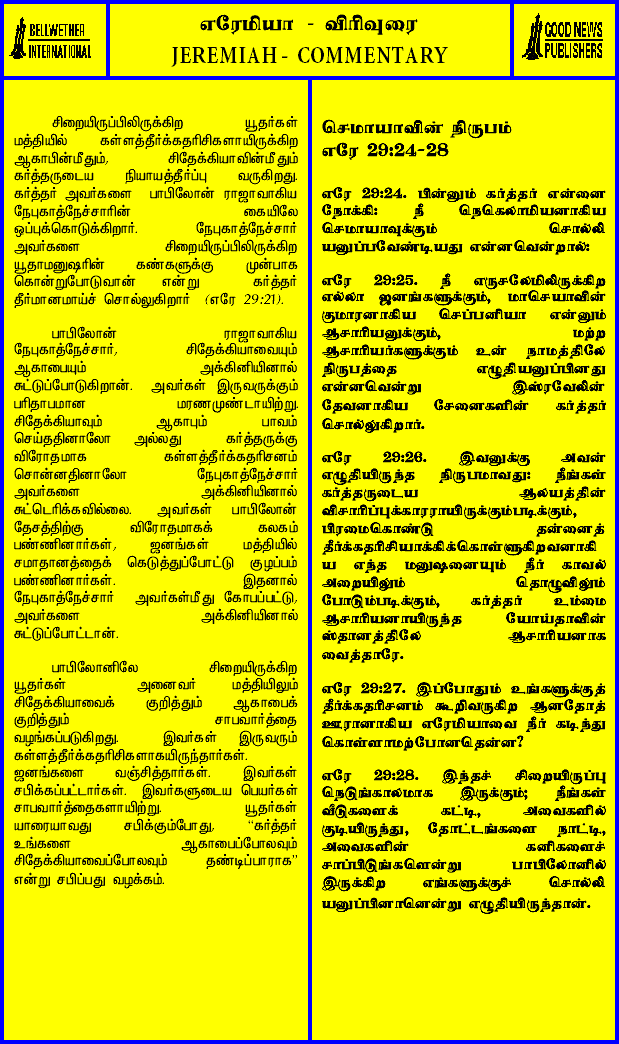 BELLWETHER
INTERNATIONAL
எரேமியா - விரிவுரை
JEREMIAH - COMMENTARY
GOOD NEWS
PUBLISHERS
சிறையிருப்பிலிருக்கிற யூதர்கள்
மத்தியில் கள்ளத்தீர்க்கதரிசிகளாயிருக்கிற
ஆகாபின்மீதும், சிதேக்கியாவின்மீதும்
கர்த்தருடைய நியாயத்தீர்ப்பு வருகிறது.
கர்த்தர் அவர்களை பாபிலோன் ராஜாவாகிய
நேபுகாத்நேச்சாரின் கையிலே
ஒப்புக்கொடுக்கிறார். நேபுகாத்நேச்சார்
அவர்களை சிறையிருப்பிலிருக்கிற
யூதாமனுஷரின் கண்களுக்கு முன்பாக
கொன்றுபோடுவான் என்று கர்த்தர்
தீர்மானமாய்ச் சொல்லுகிறார் (எரே 29:21).
பாபிலோன் ராஜாவாகிய
நேபுகாத்நேச்சார், சிதேக்கியாவையும்
ஆகாபையும் அக்கினியினால்
சுட்டுப்போடுகிறான். அவர்கள் இருவருக்கும்
பரிதாபமான மரணமுண்டாயிற்று.
சிதேக்கியாவும் ஆகாபும் பாவம்
செய்ததினாலோ அல்லது கர்த்தருக்கு
விரோதமாக கள்ளத்தீர்க்கதரிசனம்
சொன்னதினாலோ நேபுகாத்நேச்சார்
அவர்களை அக்கினியினால்
சுட்டெரிக்கவில்லை. அவர்கள் பாபிலோன்
தேசத்திற்கு விரோதமாகக் கலகம்
பண்ணினார்கள், ஜனங்கள் மத்தியில்
சமாதானத்தைக் கெடுத்துப்போட்டு குழப்பம்
பண்ணினார்கள். இதனால்
நேபுகாத்நேச்சார் அவர்கள்மீது கோபப்பட்டு,
அவர்களை அக்கினியினால்
சுட்டுப்போட்டான்.
பாபிலோனிலே சிறையிருக்கிற
யூதர்கள் அனைவர் மத்தியிலும்
சிதேக்கியாவைக் குறித்தும் ஆகாபைக்
குறித்தும் சாபவார்த்தை
வழங்கப்படுகிறது. இவர்கள் இருவரும்
கள்ளத்தீர்க்கதரிசிகளாகயிருந்தார்கள்.
ஜனங்களை வஞ்சித்தார்கள். இவர்கள்
சபிக்கப்பட்டார்கள். இவர்களுடைய பெயர்கள்
சாபவார்த்தைகளாயிற்று. யூதர்கள்
யாரையாவது சபிக்கும்போது, “கர்த்தர்
உங்களை ஆகாபைப்போலவும்
சிதேக்கியாவைப்போலவும் தண்டிப்பாராக”
என்று சபிப்பது வழக்கம்.
செமாயாவின் நிருபம்
எரே 29:24-28
எரே 29:24. பின்னும் கர்த்தர் என்னை
நோக்கி: நீ நெகெலாமியனாகிய
செமாயாவுக்கும் சொல்லி
யனுப்பவேண்டியது என்னவென்றால்:
எரே 29:25. நீ எருசலேமிலிருக்கிற
எல்லா ஜனங்களுக்கும், மாசெயாவின்
குமாரனாகிய செப்பனியா என்னும்
ஆசாரியனுக்கும், மற்ற
ஆசாரியர்களுக்கும் உன் நாமத்திலே
நிருபத்தை எழுதியனுப்பினது
என்னவென்று இஸ்ரவேலின்
தேவனாகிய சேனைகளின் கர்த்தர்
சொல்லுகிறார்.
எரே 29:26. இவனுக்கு அவன்
எழுதியிருந்த நிருபமாவது: நீங்கள்
கர்த்தருடைய ஆலயத்தின்
விசாரிப்புக்காரராயிருக்கும்படிக்கும்,
பிரமைகொண்டு தன்னைத்
தீர்க்கதரிசியாக்கிக்கொள்ளுகிறவனாகி
ய எந்த மனுஷனையும் நீர் காவல்
அறையிலும் தொழுவிலும்
போடும்படிக்கும், கர்த்தர் உம்மை
ஆசாரியனாயிருந்த யோய்தாவின்
ஸ்தானத்திலே ஆசாரியனாக
வைத்தாரே.
எரே 29:27. இப்போதும் உங்களுக்குத்
தீர்க்கதரிசனம் கூறிவருகிற ஆனதோத்
ஊரானாகிய எரேமியாவை நீர் கடிந்து
கொள்ளாமற்போனதென்ன?
எரே 29:28. இந்தச் சிறையிருப்பு
நெடுங்காலமாக இருக்கும்; நீங்கள்
வீடுகளைக் கட்டி, அவைகளில்
குடியிருந்து, தோட்டங்களை நாட்டி,
அவைகளின் கனிகளைச்
சாப்பிடுங்களென்று பாபிலோனில்
இருக்கிற எங்களுக்குச் சொல்லி
யனுப்பினானென்று எழுதியிருந்தான்.